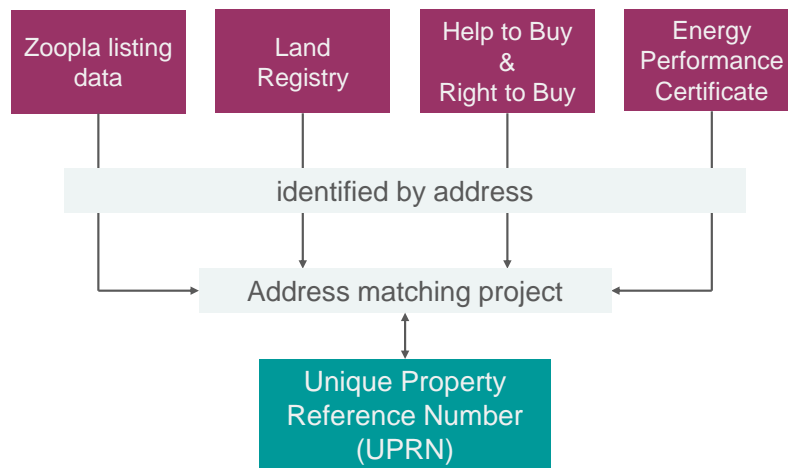 Zoopla listing
data
Land
Registry
Help to Buy
&
Right to Buy
Energy
Performance
Certificate
identified by address
Address matching project
Unique Property
Reference Number
(UPRN)